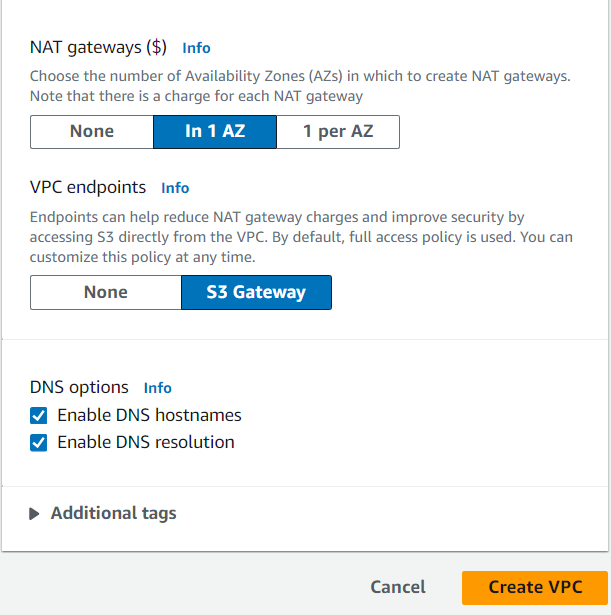 NAT gateways ($) Info
Choose the number of Availability Zones (AZs) in which to create NAT gateways.
Note that there is a charge for each NAT gateway
None In 1 AZ 1 per AZ
VPC endpoints Info
Endpoints can help reduce NAT gateway charges and improve security by
accessing S3 directly from the VPC. By default, full access policy is used. You can
customize this policy at any time.
None S3 Gateway
DNS options Info
Enable DNS hostnames
Enable DNS resolution
Additional tags
Cancel Create VPC